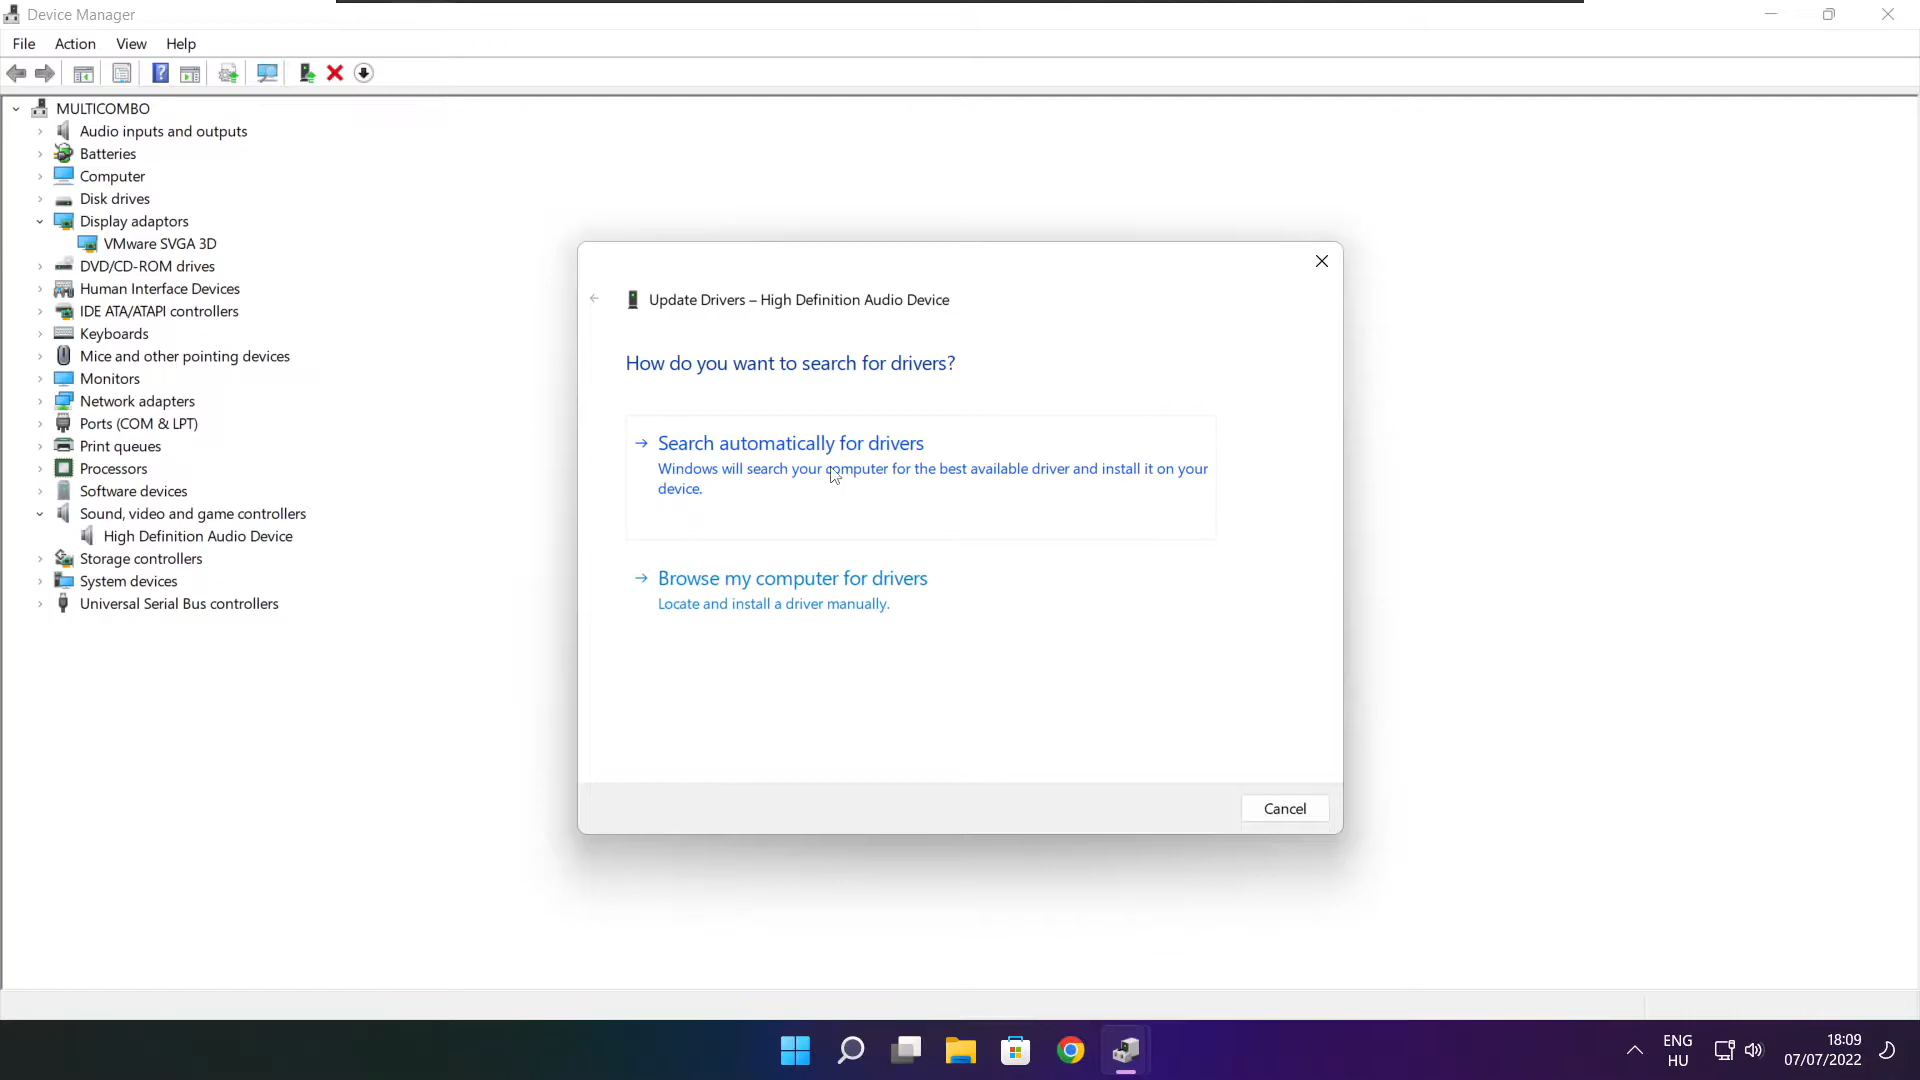 Device Manager
File Action View Help
MULTICOMBO
Audio inputs and outputs
Batteries
Computer
Disk drives
Display adaptors
VMware SVGA 3D
DVD/CD-ROM drives
Human Interface Devices
IDE ATA/ATAPI controllers
Keyboards
Mice and other pointing devices
Monitors
Network adapters
Ports (COM & LPT)
Print queues
Processors
Software devices
Sound, video and game controllers
High Definition Audio Device
Storage controllers
System devices
Universal Serial Bus controllers
Update Drivers – High Definition Audio Device
How do you want to search for drivers?
Search automatically for drivers
Windows will search your computer for the best available driver and install it on your
device.
Browse my computer for drivers
Locate and install a driver manually.
Cancel
ENG
HU
18:09
07/07/2022